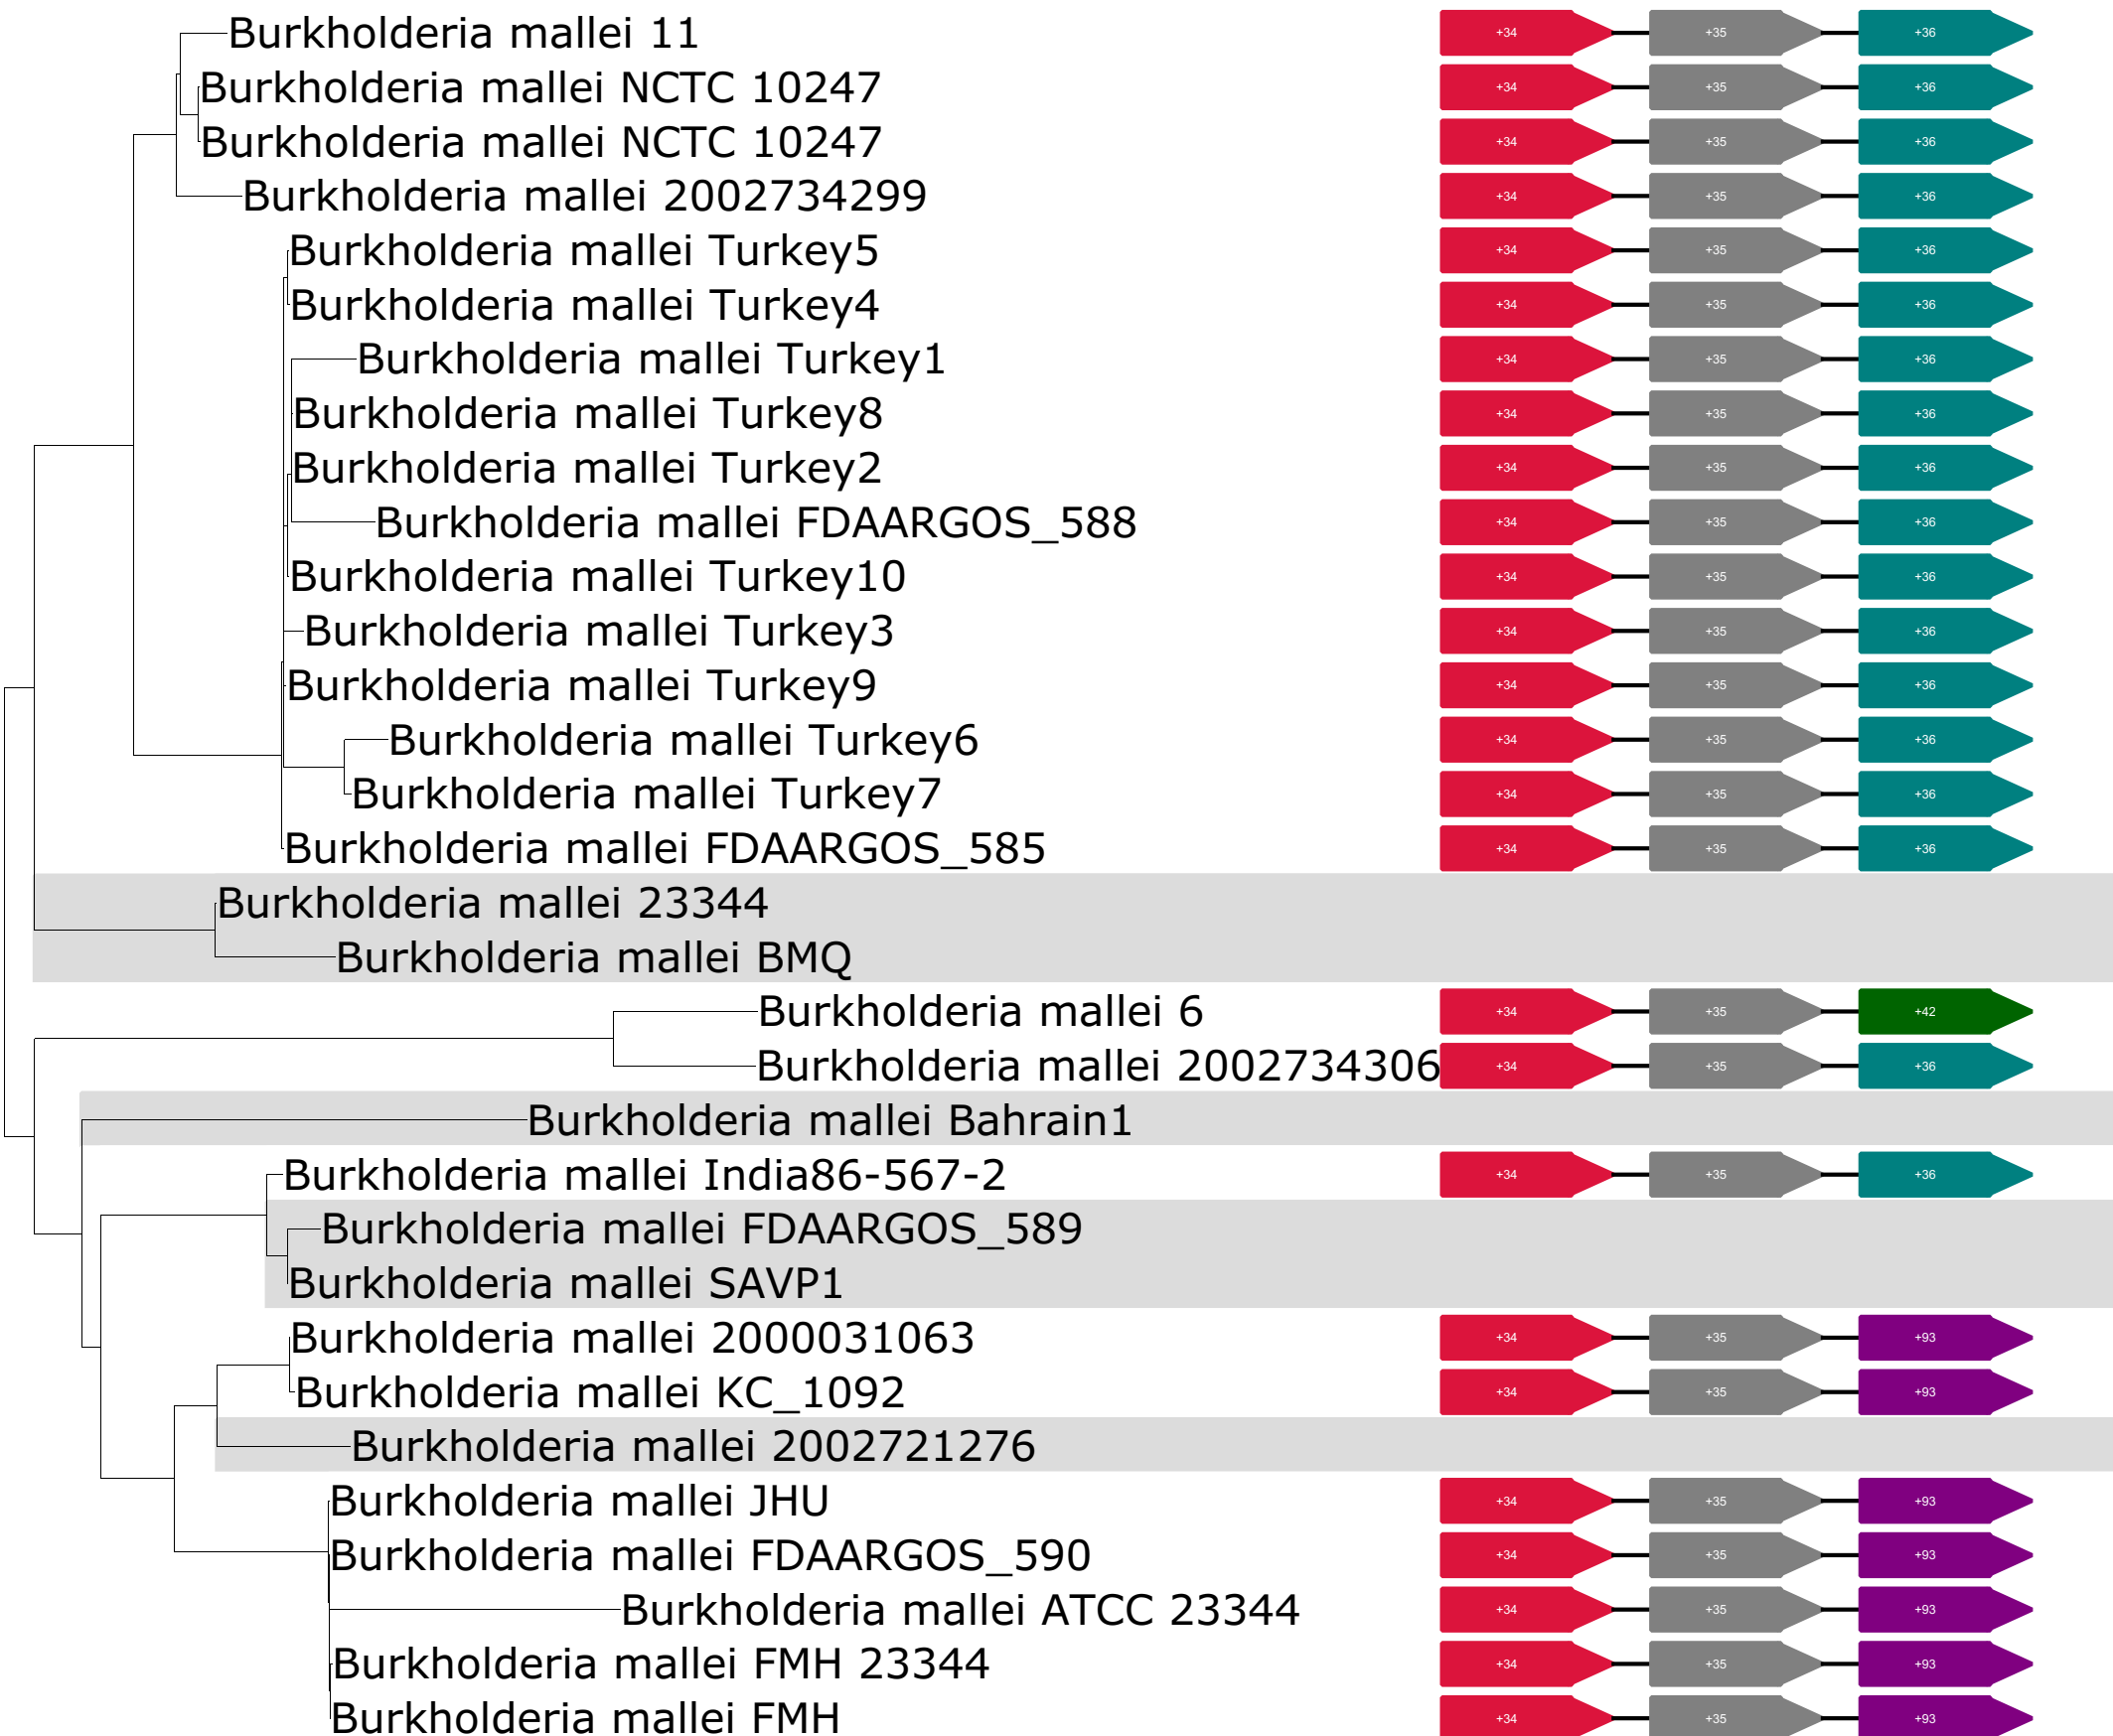 Burkholderia mallei 11 +34 +35 +36
Burkholderia mallei NCTC 10247 +34 +35 +36
Burkholderia mallei NCTC 10247 +34 +35 +36
Burkholderia mallei 2002734299 +34 +35 +36
Burkholderia mallei Turkey5 +34 +35 +36
Burkholderia mallei Turkey4 +34 +35 +36
Burkholderia mallei Turkey1 +34 +35 +36
Burkholderia mallei Turkey8 +34 +35 +36
Burkholderia mallei Turkey2 +34 +35 +36
Burkholderia mallei FDAARGOS_588 +34 +35 +36
Burkholderia mallei Turkey10 +34 +35 +36
Burkholderia mallei Turkey3 +34 +35 +36
Burkholderia mallei Turkey9 +34 +35 +36
Burkholderia mallei Turkey6 +34 +35 +36
Burkholderia mallei Turkey7 +34 +35 +36
Burkholderia mallei FDAARGOS_585 +34 +35 +36
Burkholderia mallei 23344
Burkholderia mallei BMQ
Burkholderia mallei 6 +34 +35 +42
Burkholderia mallei 2002734306 +34 +35 +36
Burkholderia mallei Bahrain1
Burkholderia mallei India86-567-2 +34 +35 +36
Burkholderia mallei FDAARGOS_589
Burkholderia mallei SAVP1
Burkholderia mallei 2000031063 +34 +35 +93
Burkholderia mallei KC_1092 +34 +35 +93
Burkholderia mallei 2002721276
Burkholderia mallei JHU +34 +35 +93
Burkholderia mallei FDAARGOS_590 +34 +35 +93
Burkholderia mallei ATCC 23344 +34 +35 +93
Burkholderia mallei FMH 23344 +34 +35 +93
Burkholderia mallei FMH +34 +35 +93